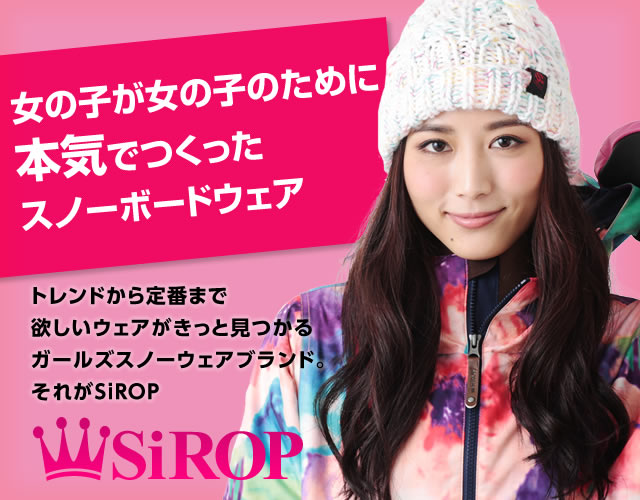 女の子が女の子のために
本気でつくった
スノーボードウェア
トレンドから定番まで
欲しいウェアがきっと見つかる
ガールズスノーウェアブランド。
それがSiROP
SiROP